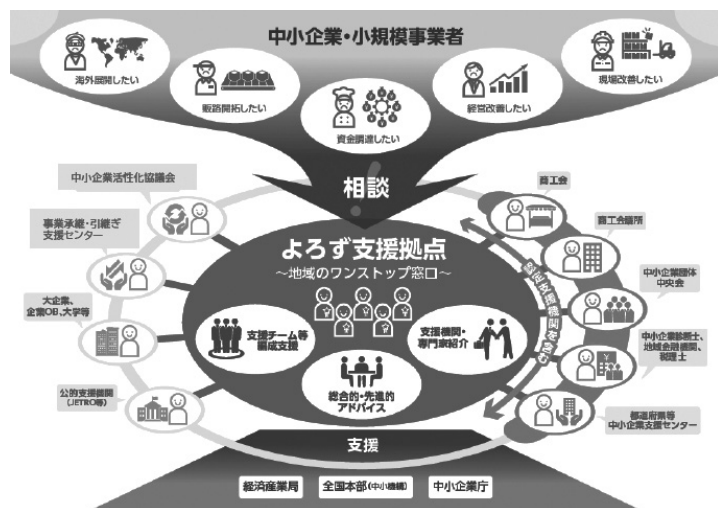 中小企業・小規模事業者
海外展開したい
販路開拓したい
資金調達したい
経営改善したい
現場改善したい
相談
中小企業活性化協議会
事業承継・引継ぎ
支援センター
大企業、
企業OB、大学等
公的支援機関
(JETRO等)
よろず支援拠点
～地域のワンストップ窓口～
支援チーム等
編成支援
支援機関・
専門家紹介
総合的・先進的
アドバイス
認定支援機関を含む
商工会
商工会議所
中小企業団体
中央会
中小企業診断士、
地域金融機関、
税理士
都道府県等
中小企業支援センター
支援
経済産業局
全国本部(中小機構)
中小企業庁